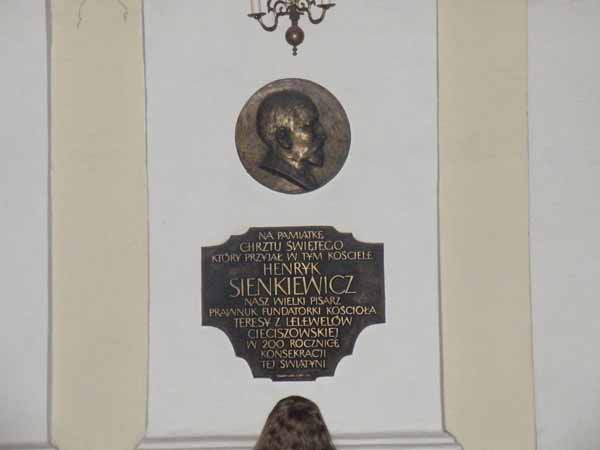 NA PAMIĄTKĘ
CHRZTU ŚWIĘTEGO
KTÓRY PRZYJĄŁ W TYM KOŚCIELE
HENRYK
SIENKIEWICZ
NASZ WIELKI PISARZ
PRAWNUK FUNDATORKI KOŚCIOŁA
TERESY Z LELEWELÓW
CIECISZOWSKIEJ
W 200 ROCZNICĘ
KONSEKRACJI
TEJ ŚWIĄTYNI